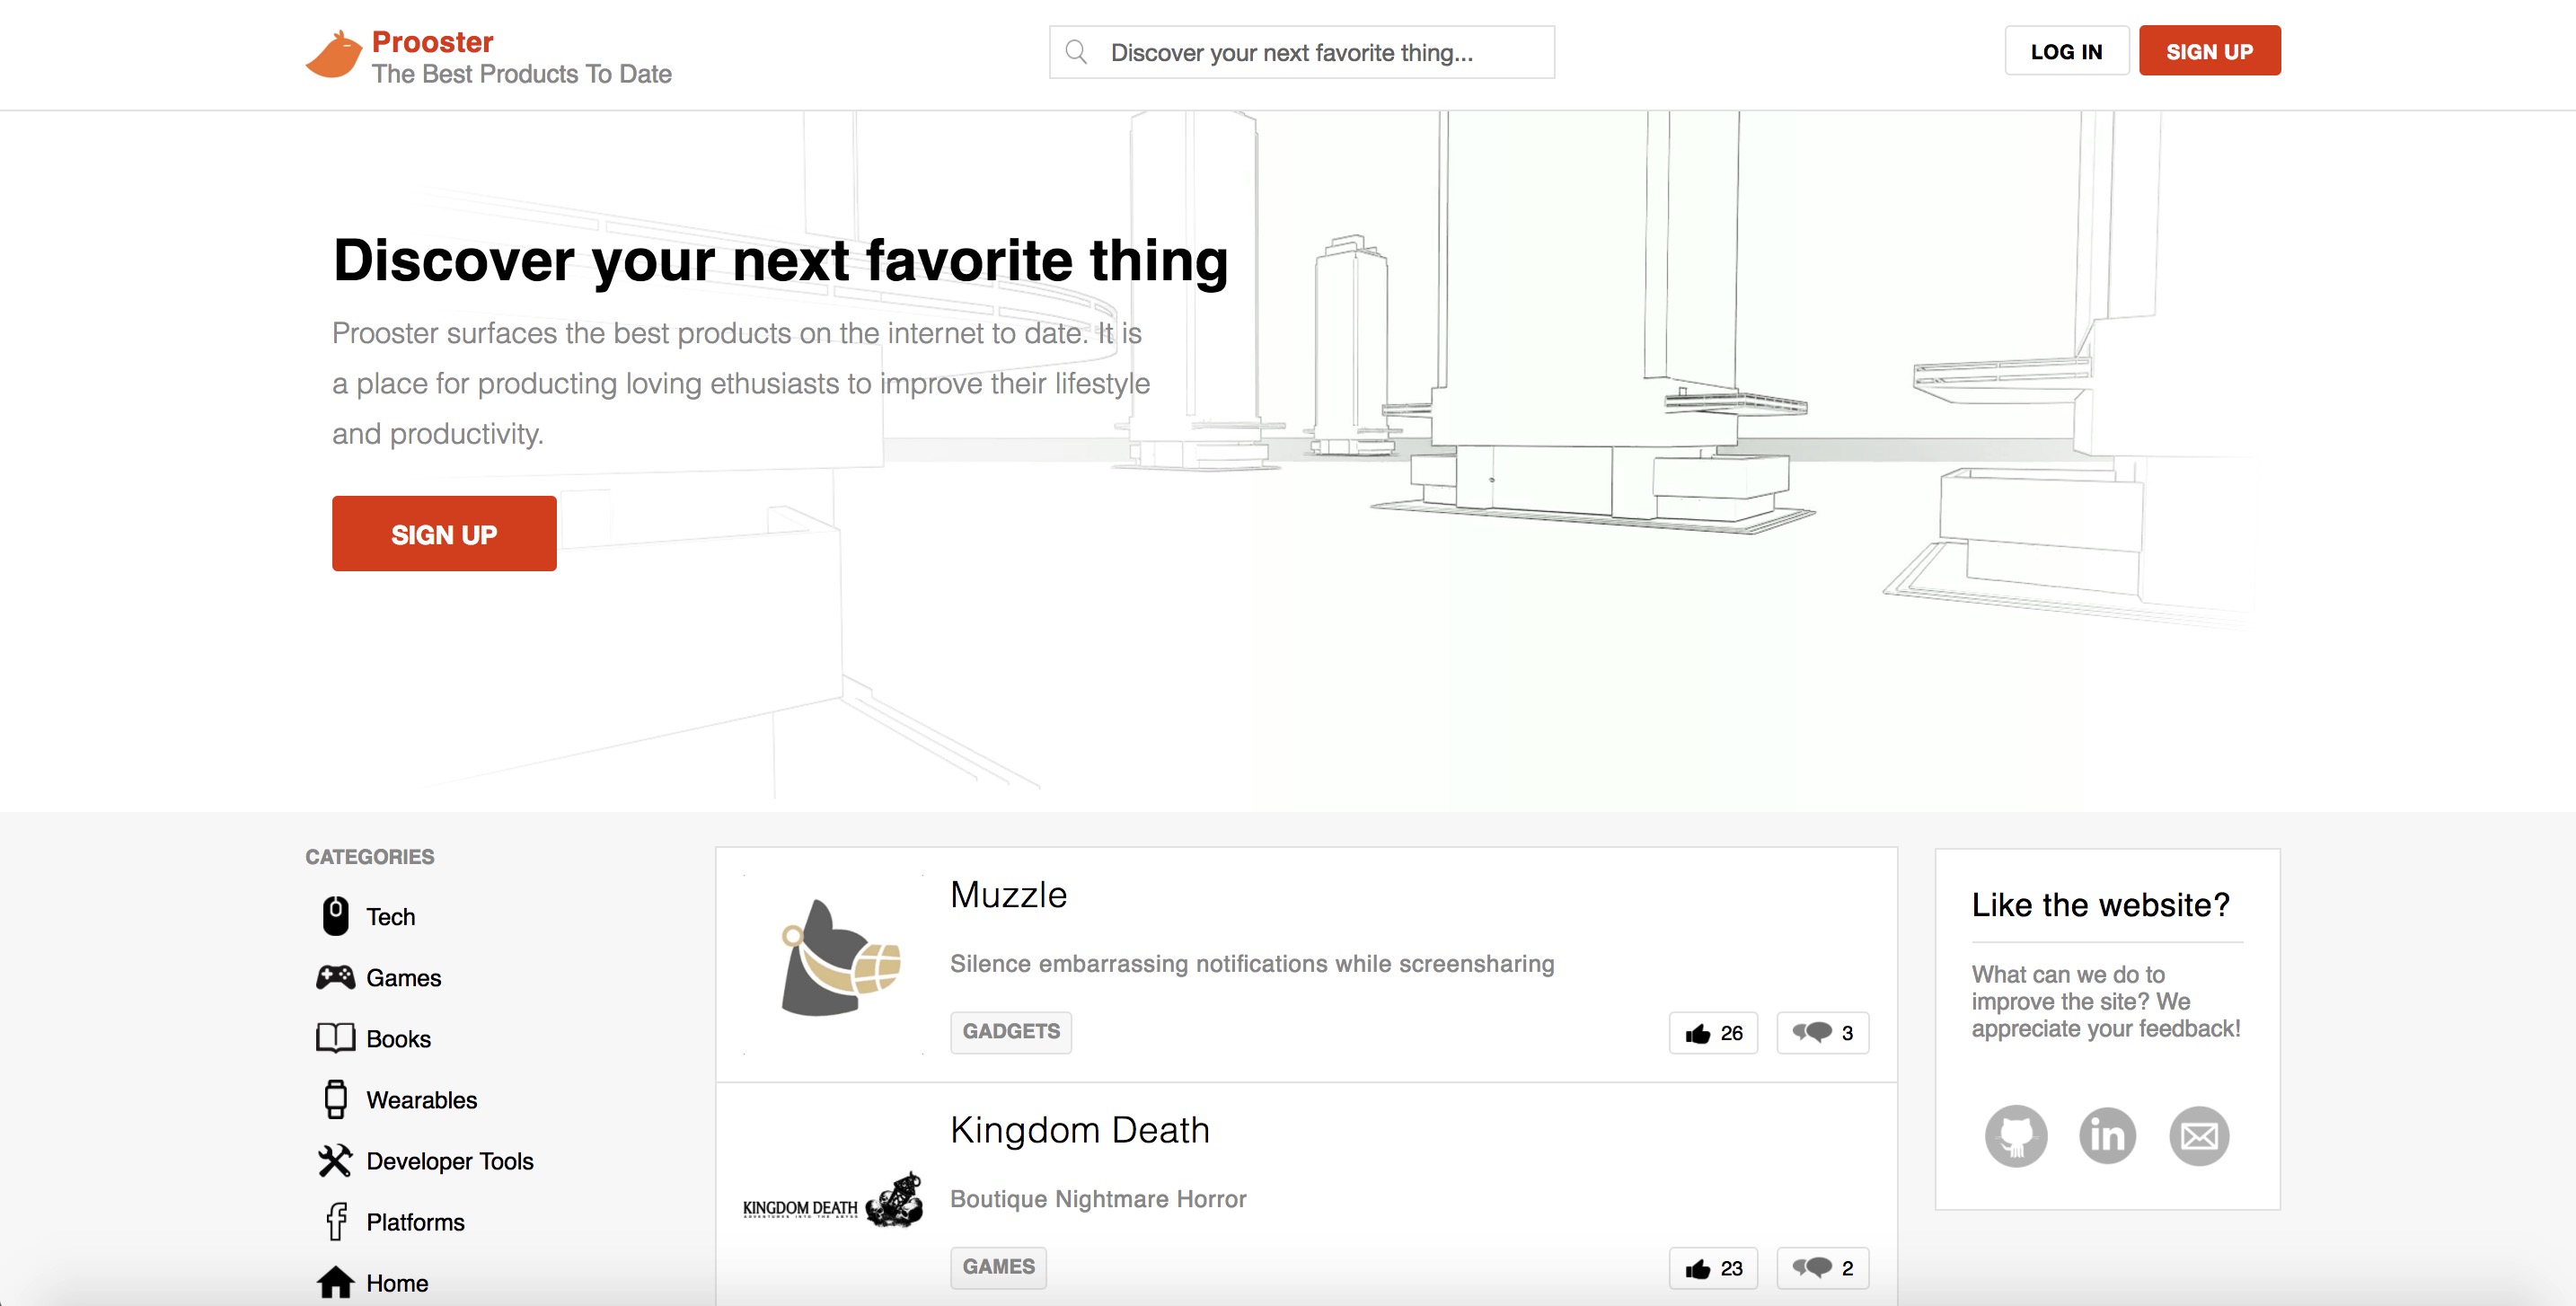 Prooster
The Best Products To Date
Discover your next favorite thing...
LOG IN
SIGN UP
Discover your next favorite thing
Prooster surfaces the best products on the internet to date. It is
a place for producting loving ethusiasts to improve their lifestyle
and productivity.
SIGN UP
CATEGORIES
Tech
Games
Books
Wearables
Developer Tools
Platforms
Home
Muzzle
Silence embarrassing notifications while screensharing
GADGETS
26
3
KINGDOM DEATH
Kingdom Death
Boutique Nightmare Horror
GAMES
23
2
Like the website?
What can we do to
improve the site? We
appreciate your feedback!
in